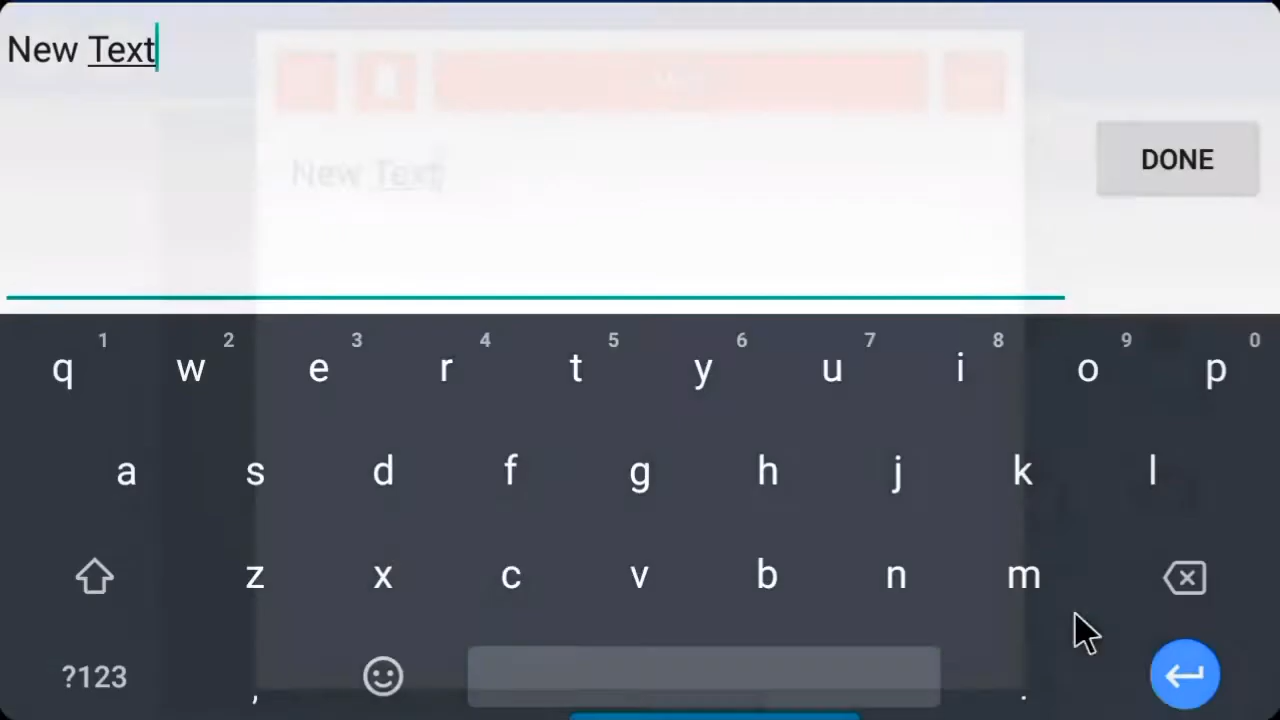 New Text
New Text
DONE
1 2 3 4 5 6 7 8 9 0
q w e r t y u i o p
a s d f g h j k l
z x c v b n m
?123 , .